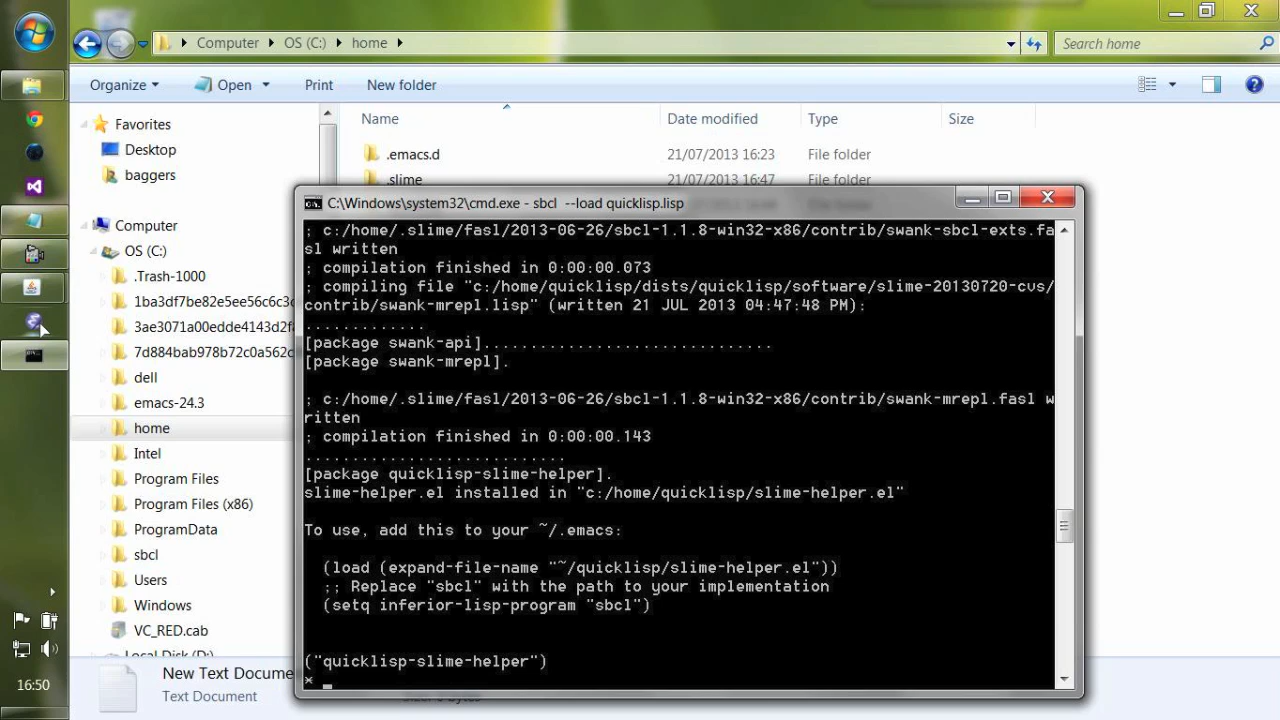 Computer ▸ OS (C:) ▸ home ▸
Search home
Organize
Open
Print
New folder
Name
Date modified
Type
Size
Favorites
Desktop
baggers
Computer
OS (C:)
.Trash-1000
1ba3df7be82e5ee56c6c3
3ae3071a00edde4143d2f
7d884bab978b72c0a562c
dell
emacs-24.3
home
Intel
Program Files
Program Files (x86)
ProgramData
sbcl
Users
Windows
VC_RED.cab
Local Disk (D:)
.emacs.d 21/07/2013 16:23 File folder
.slime 21/07/2013 16:47 File folder
C:\Windows\system32\cmd.exe - sbcl --load quicklisp.lisp
; c:/home/.slime/fasl/2013-06-26/sbcl-1.1.8-win32-x86/contrib/swank-sbcl-exts.fa
sl written
; compilation finished in 0:00:00.073
; compiling file "c:/home/quicklisp/dists/quicklisp/software/slime-20130720-cvs/
contrib/swank-mrepl.lisp" (written 21 JUL 2013 04:47:48 PM):
.............
[package swank-api]...............................
[package swank-mrepl].
; c:/home/.slime/fasl/2013-06-26/sbcl-1.1.8-win32-x86/contrib/swank-mrepl.fasl w
ritten
; compilation finished in 0:00:00.143
............................
[package quicklisp-slime-helper].
slime-helper.el installed in "c:/home/quicklisp/slime-helper.el"
To use, add this to your ~/.emacs:
(load (expand-file-name "~/quicklisp/slime-helper.el"))
;; Replace "sbcl" with the path to your implementation
(setq inferior-lisp-program "sbcl")
("quicklisp-slime-helper")
*
New Text Docume
Text Document
16:50